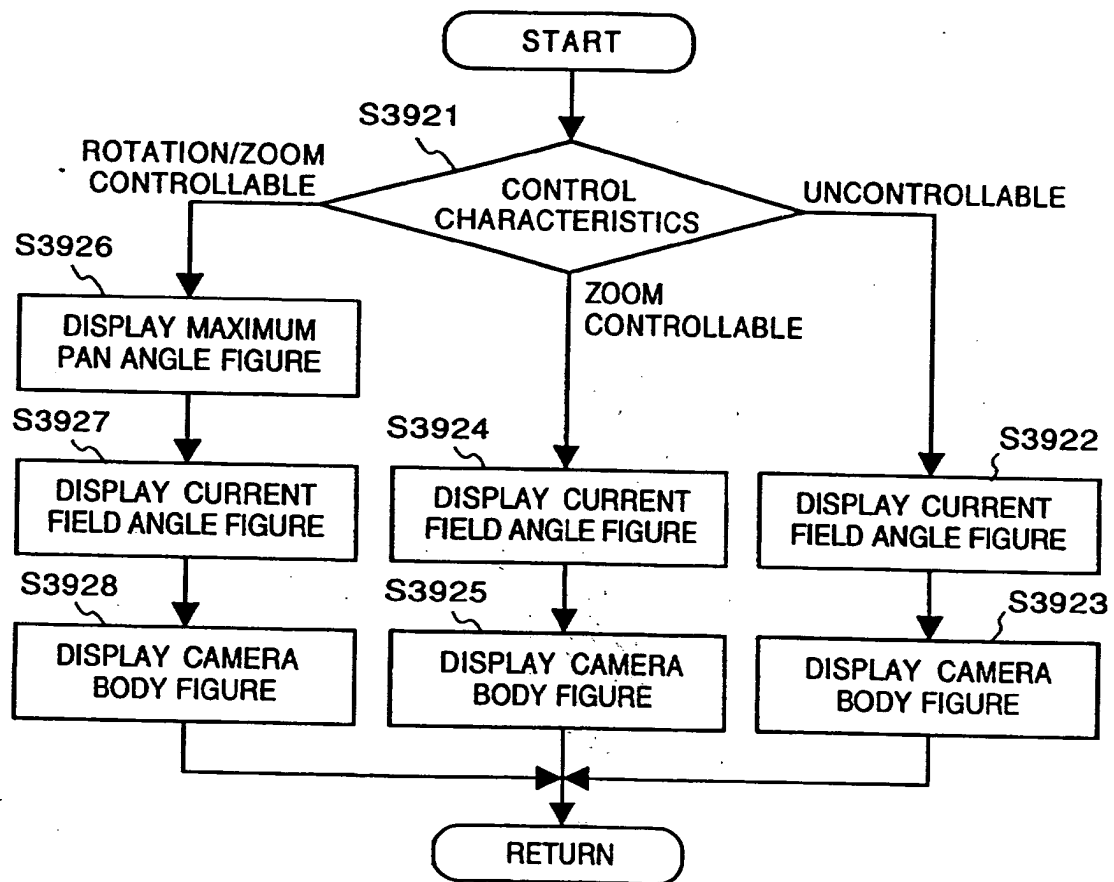 START
S3921
ROTATION/ZOOM
CONTROLLABLE
CONTROL
CHARACTERISTICS
UNCONTROLLABLE
S3926
ZOOM
CONTROLLABLE
DISPLAY MAXIMUM
PAN ANGLE FIGURE
S3927
S3924
S3922
DISPLAY CURRENT
FIELD ANGLE FIGURE
DISPLAY CURRENT
FIELD ANGLE FIGURE
DISPLAY CURRENT
FIELD ANGLE FIGURE
S3928
S3925
S3923
DISPLAY CAMERA
BODY FIGURE
DISPLAY CAMERA
BODY FIGURE
DISPLAY CAMERA
BODY FIGURE
RETURN